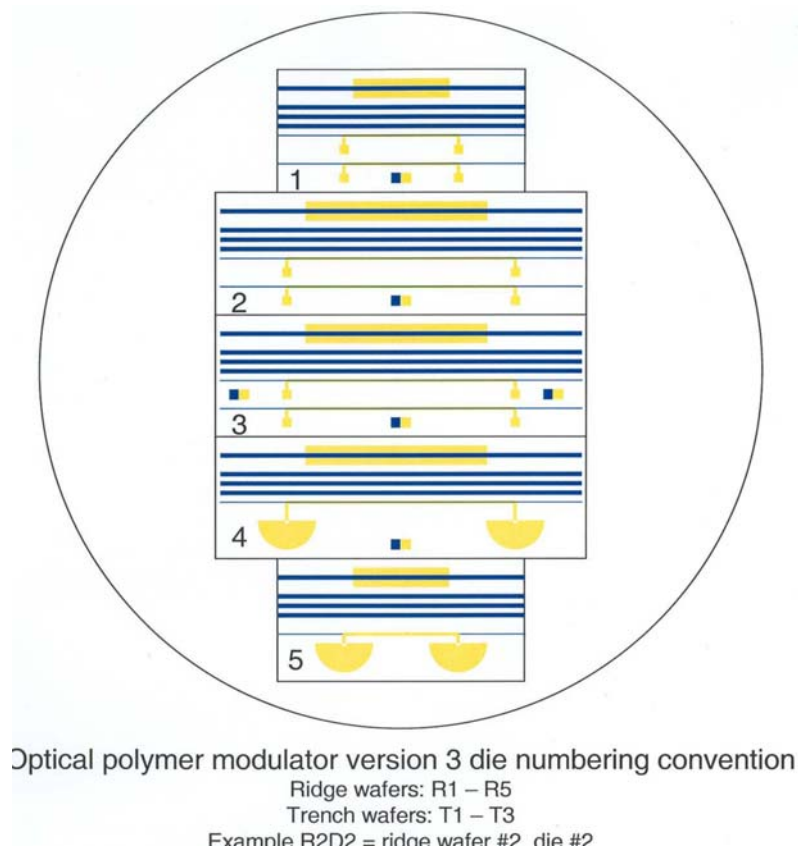 1
2
3
4
5
Optical polymer modulator version 3 die numbering convention
Ridge wafers: R1 – R5
Trench wafers: T1 – T3
Example R2D2 = ridge wafer #2, die #2